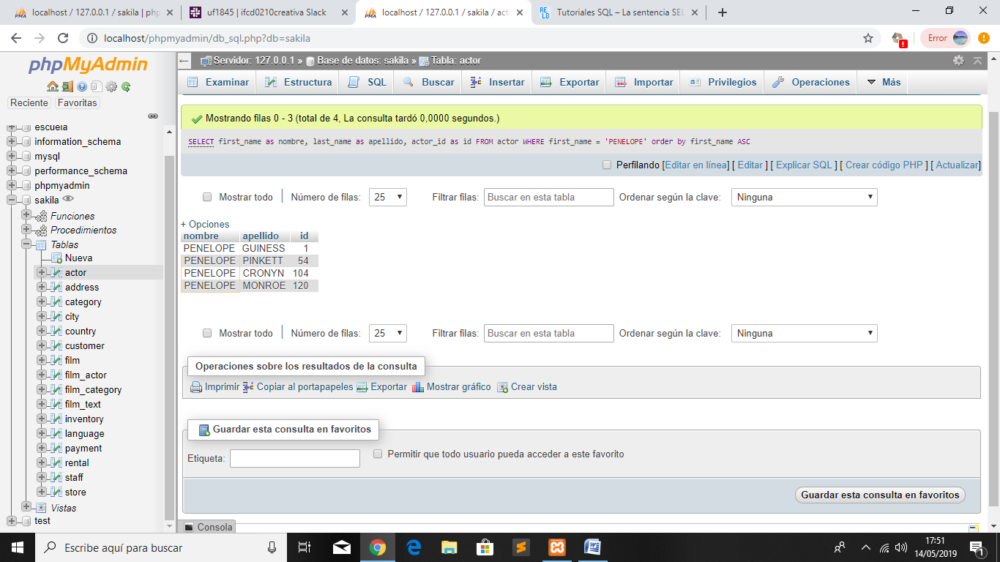 localhost / 127.0.0.1 / sakila | php
uf1845 | ifcd0210creativa Slack
localhost / 127.0.0.1 / sakila / act
Tutoriales SQL – La sentencia SEL
localhost/phpmyadmin/db_sql.php?db=sakila
Error
phpMyAdmin
Reciente Favoritas
escuela
information_schema
mysql
performance_schema
phpmyadmin
sakila
Funciones
Procedimientos
Tablas
Nueva
actor
address
category
city
country
customer
film
film_actor
film_category
film_text
inventory
language
payment
rental
staff
store
Vistas
test
Servidor: 127.0.0.1 » Base de datos: sakila » Tabla: actor
Examinar Estructura SQL Buscar Insertar Exportar Importar Privilegios Operaciones Más
Mostrando filas 0 - 3 (total de 4, La consulta tardó 0,0000 segundos.)
SELECT first_name as nombre, last_name as apellido, actor_id as id FROM actor WHERE first_name = 'PENELOPE' order by first_name ASC
Perfilando [Editar en línea] [ Editar ] [ Explicar SQL ] [ Crear código PHP ] [ Actualizar]
Mostrar todo | Número de filas: 25 Filtrar filas: Buscar en esta tabla Ordenar según la clave: Ninguna
+ Opciones
nombre apellido id
PENELOPE GUINESS 1
PENELOPE PINKETT 54
PENELOPE CRONYN 104
PENELOPE MONROE 120
Mostrar todo | Número de filas: 25 Filtrar filas: Buscar en esta tabla Ordenar según la clave: Ninguna
Operaciones sobre los resultados de la consulta
Imprimir Copiar al portapapeles Exportar Mostrar gráfico Crear vista
Guardar esta consulta en favoritos
Etiqueta: Permitir que todo usuario pueda acceder a este favorito
Guardar esta consulta en favoritos
Consola
Escribe aquí para buscar
17:51
14/05/2019
1